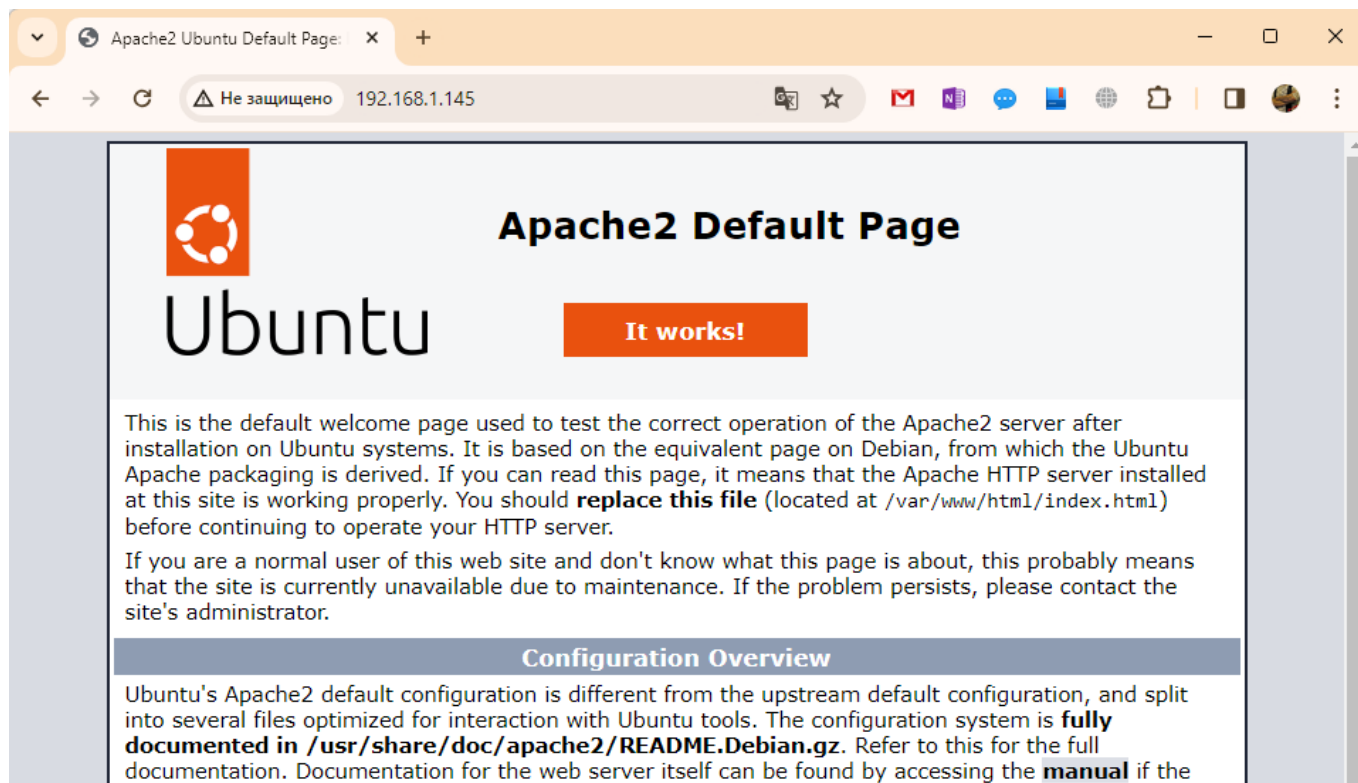 Apache2 Ubuntu Default Page:
Не защищено 192.168.1.145
Apache2 Default Page
Ubuntu
It works!
This is the default welcome page used to test the correct operation of the Apache2 server after
installation on Ubuntu systems. It is based on the equivalent page on Debian, from which the Ubuntu
Apache packaging is derived. If you can read this page, it means that the Apache HTTP server installed
at this site is working properly. You should replace this file (located at /var/www/html/index.html)
before continuing to operate your HTTP server.
If you are a normal user of this web site and don't know what this page is about, this probably means
that the site is currently unavailable due to maintenance. If the problem persists, please contact the
site's administrator.
Configuration Overview
Ubuntu's Apache2 default configuration is different from the upstream default configuration, and split
into several files optimized for interaction with Ubuntu tools. The configuration system is fully
documented in /usr/share/doc/apache2/README.Debian.gz. Refer to this for the full
documentation. Documentation for the web server itself can be found by accessing the manual if the